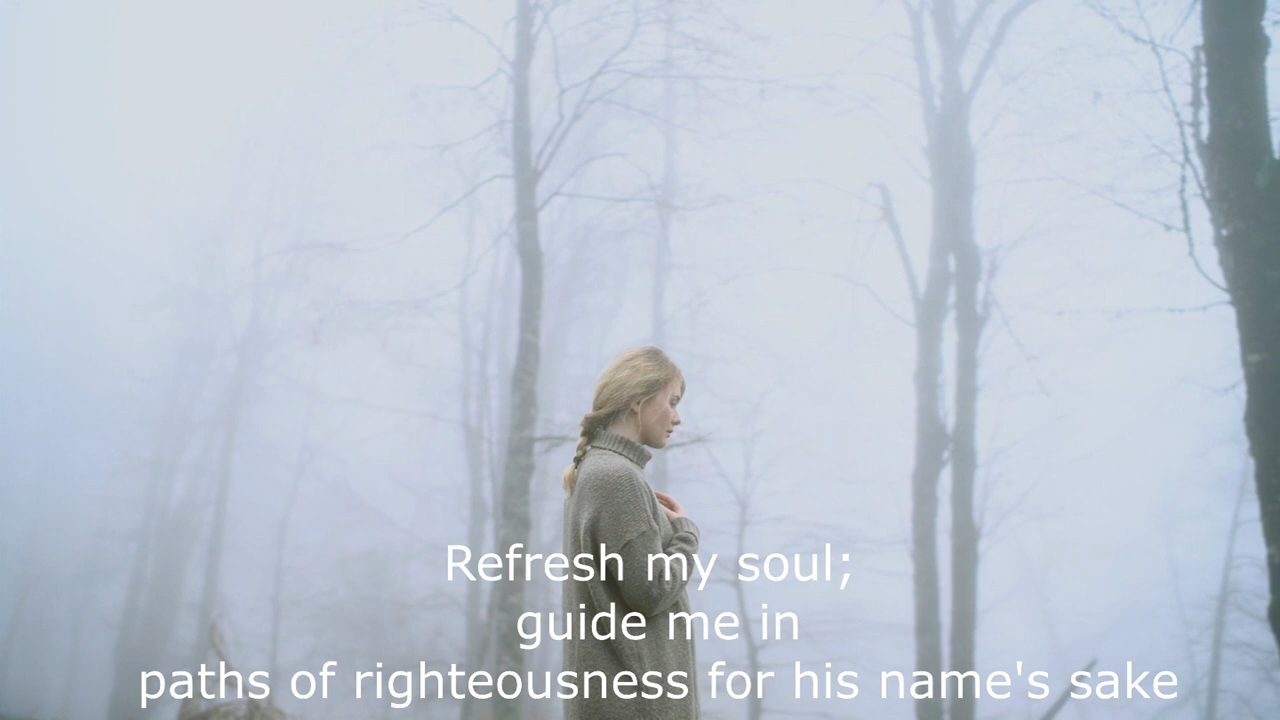 Refresh my soul;
guide me in
paths of righteousness for his name's sake